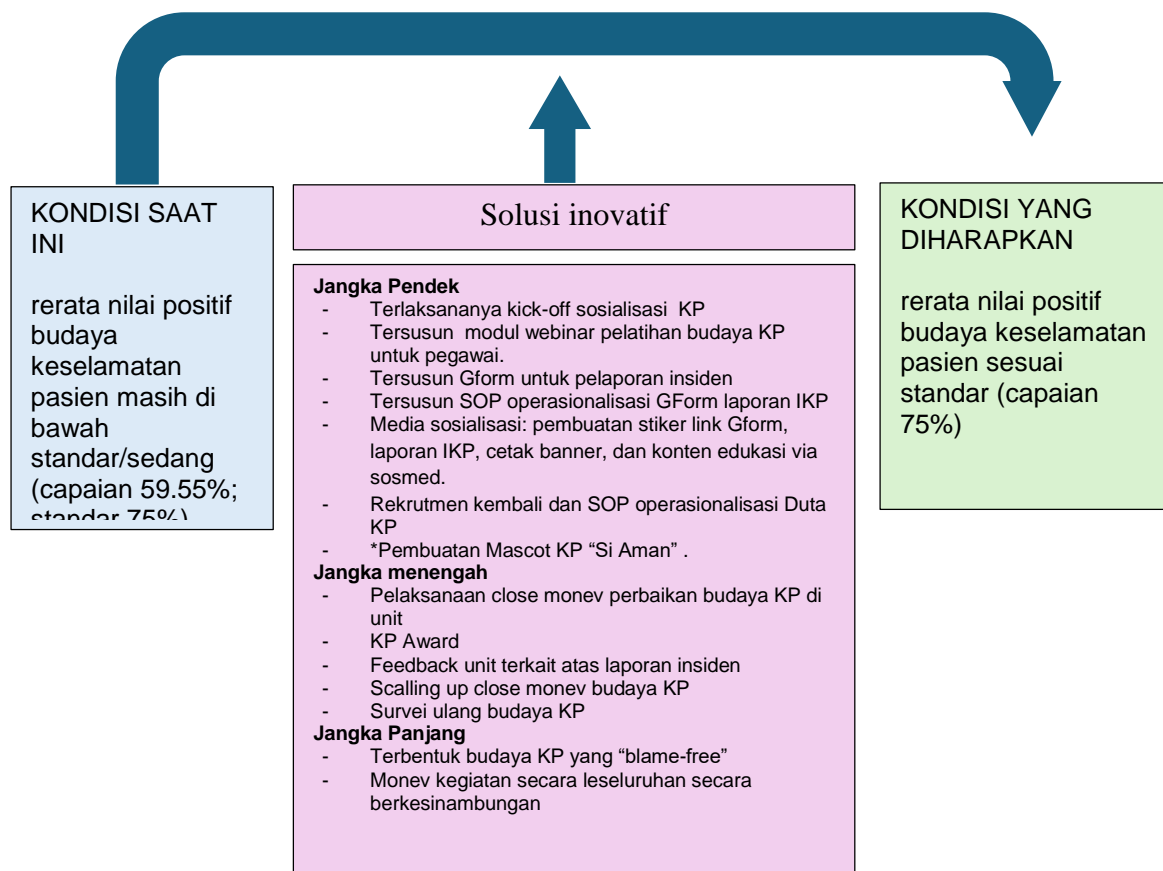 KONDISI SAAT
INI
rerata nilai positif
budaya
keselamatan
pasien masih di
bawah
standar/sedang
(capaian 59.55%;
standar 75%)
Solusi inovatif
Jangka Pendek
- Terlaksananya kick-off sosialisasi KP
- Tersusun modul webinar pelatihan budaya KP
untuk pegawai.
- Tersusun Gform untuk pelaporan insiden
- Tersusun SOP operasionalisasi GForm laporan IKP
- Media sosialisasi: pembuatan stiker link Gform,
laporan IKP, cetak banner, dan konten edukasi via
sosmed.
- Rekrutmen kembali dan SOP operasionalisasi Duta
KP
- *Pembuatan Mascot KP “Si Aman” .
Jangka menengah
- Pelaksanaan close monev perbaikan budaya KP di
unit
- KP Award
- Feedback unit terkait atas laporan insiden
- Scalling up close monev budaya KP
- Survei ulang budaya KP
Jangka Panjang
- Terbentuk budaya KP yang “blame-free”
- Monev kegiatan secara leseluruhan secara
berkesinambungan
KONDISI YANG
DIHARAPKAN
rerata nilai positif
budaya keselamatan
pasien sesuai
standar (capaian
75%)